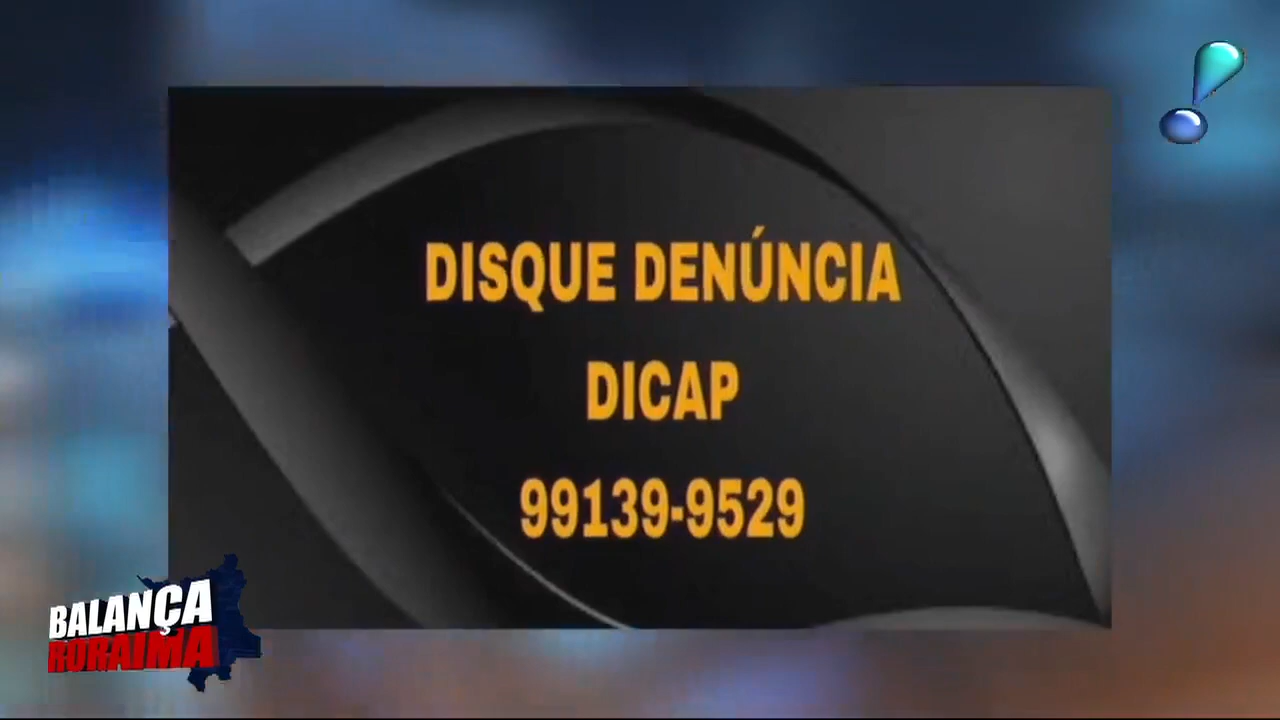 DISQUE DENÚNCIA
DICAP
99139-9529
BALANÇA
RORAIMA